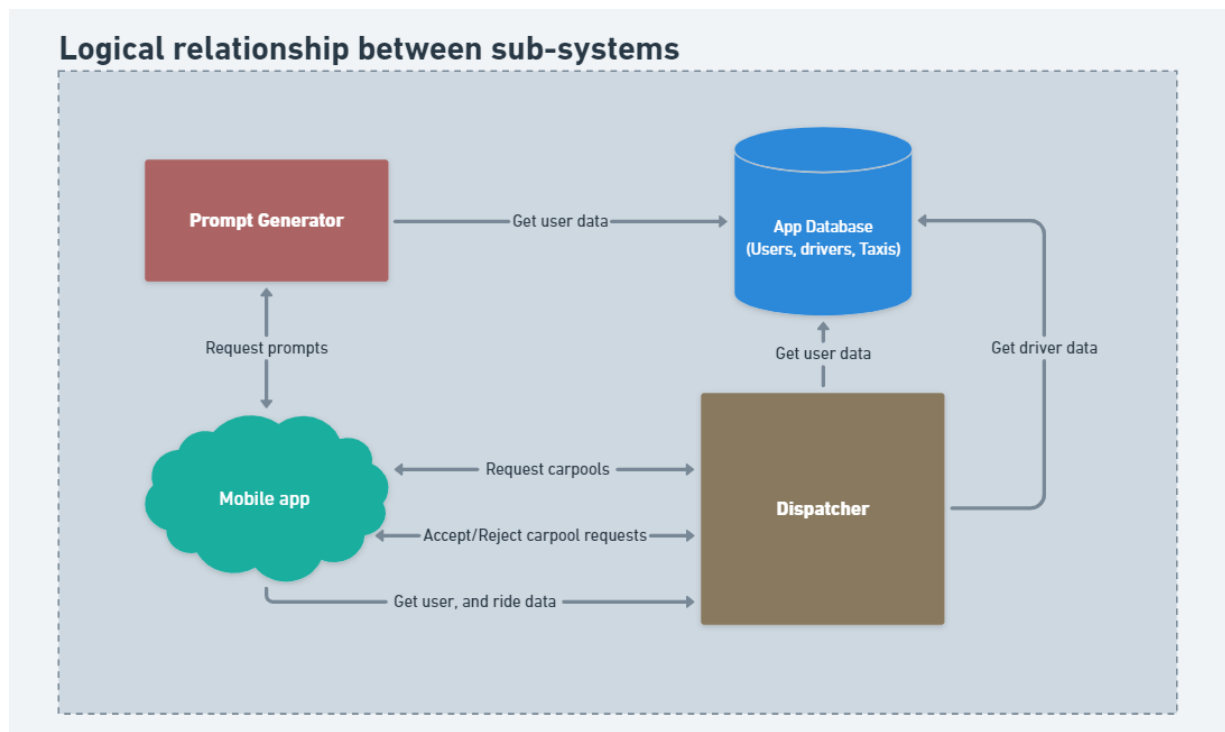 Logical relationship between sub-systems
Prompt Generator
Get user data
App Database
(Users, drivers, Taxis)
Request prompts
Get user data
Get driver data
Mobile app
Request carpools
Dispatcher
Accept/Reject carpool requests
Get user, and ride data